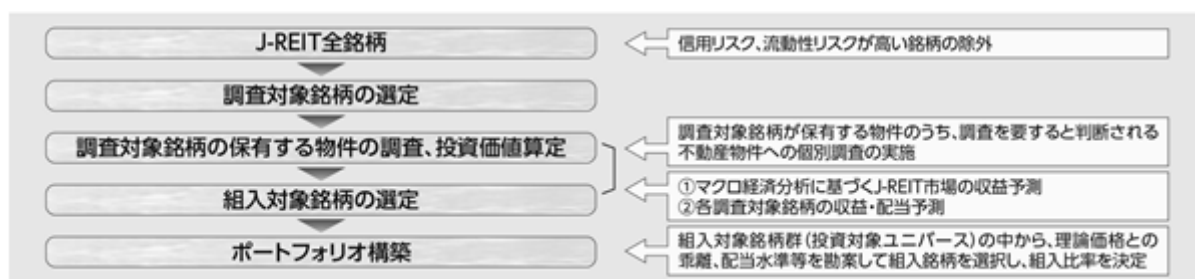 J-REIT全銘柄
信用リスク、流動性リスクが高い銘柄の除外
調査対象銘柄の選定
調査対象銘柄の保有する物件の調査、投資価値算定
調査対象銘柄が保有する物件のうち、調査を要すると判断される
不動産物件への個別調査の実施
組入対象銘柄の選定
①マクロ経済分析に基づくJ-REIT市場の収益予測
②各調査対象銘柄の収益・配当予測
ポートフォリオ構築
組入対象銘柄群(投資対象ユニバース)の中から、理論価格との
乖離、配当水準等を勘案して組入銘柄を選択し、組入比率を決定